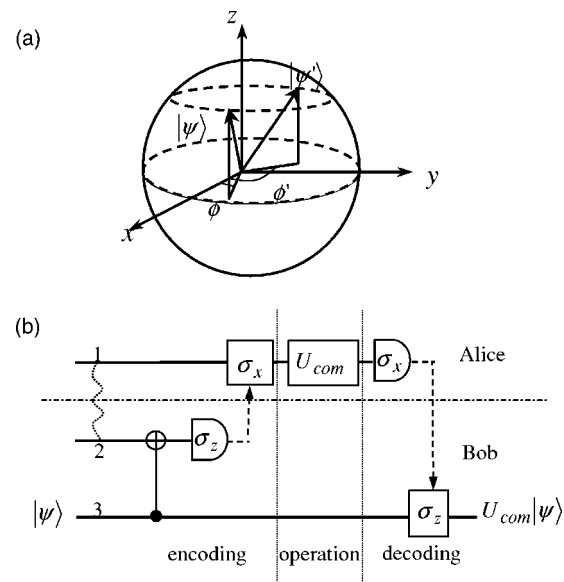 (a)
z
|ψ'⟩
|ψ⟩
y
ϕ ϕ'
x
(b)
1 σx Ucom σx Alice
2 σz Bob
|ψ⟩ 3 σz Ucom|ψ⟩
encoding operation decoding